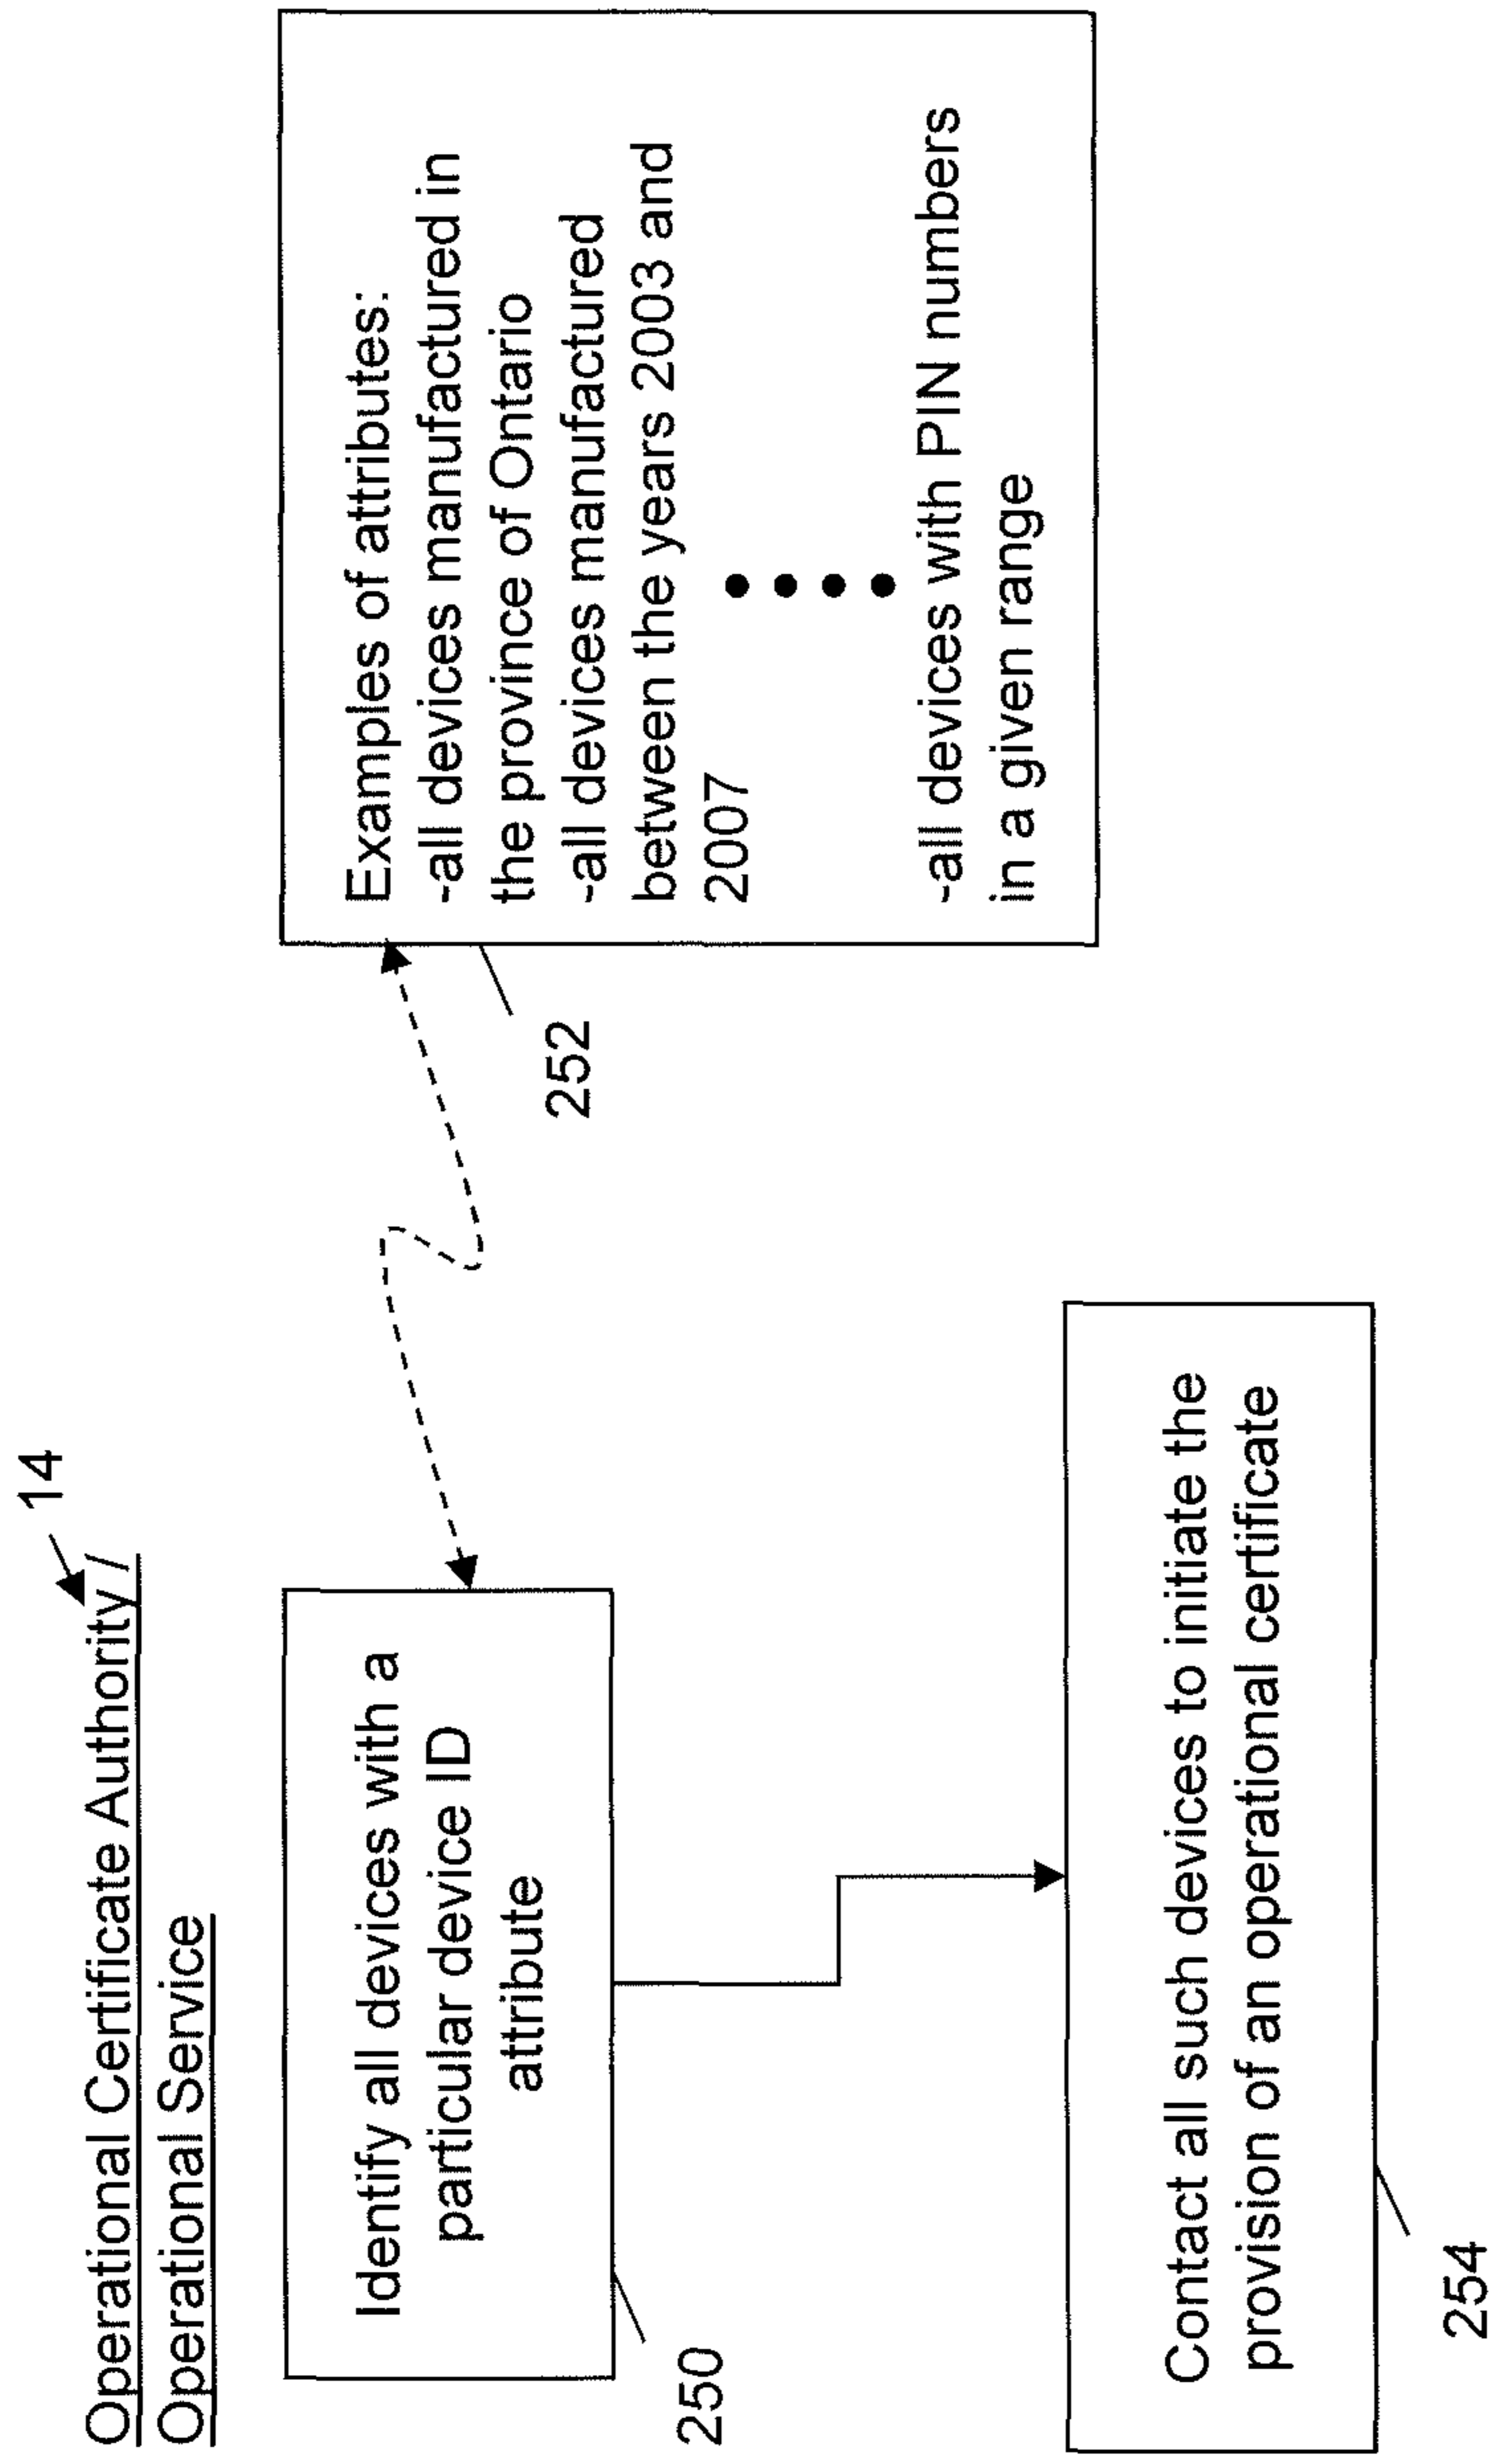 14
Operational Certificate Authority /
Operational Service
Identify all devices with a
particular device ID
attribute
250
Examples of attributes:
-all devices manufactured in
the province of Ontario
-all devices manufactured
between the years 2003 and
2007
-all devices with PIN numbers
in a given range
252
Contact all such devices to initiate the
provision of an operational certificate
254